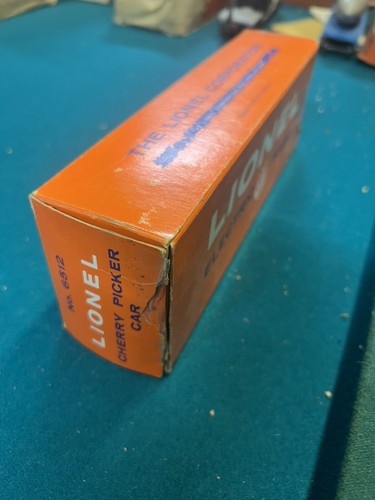 No. 6512
LIONEL
CHERRY PICKER
CAR
THE LIONEL CORPORATION
LIONEL